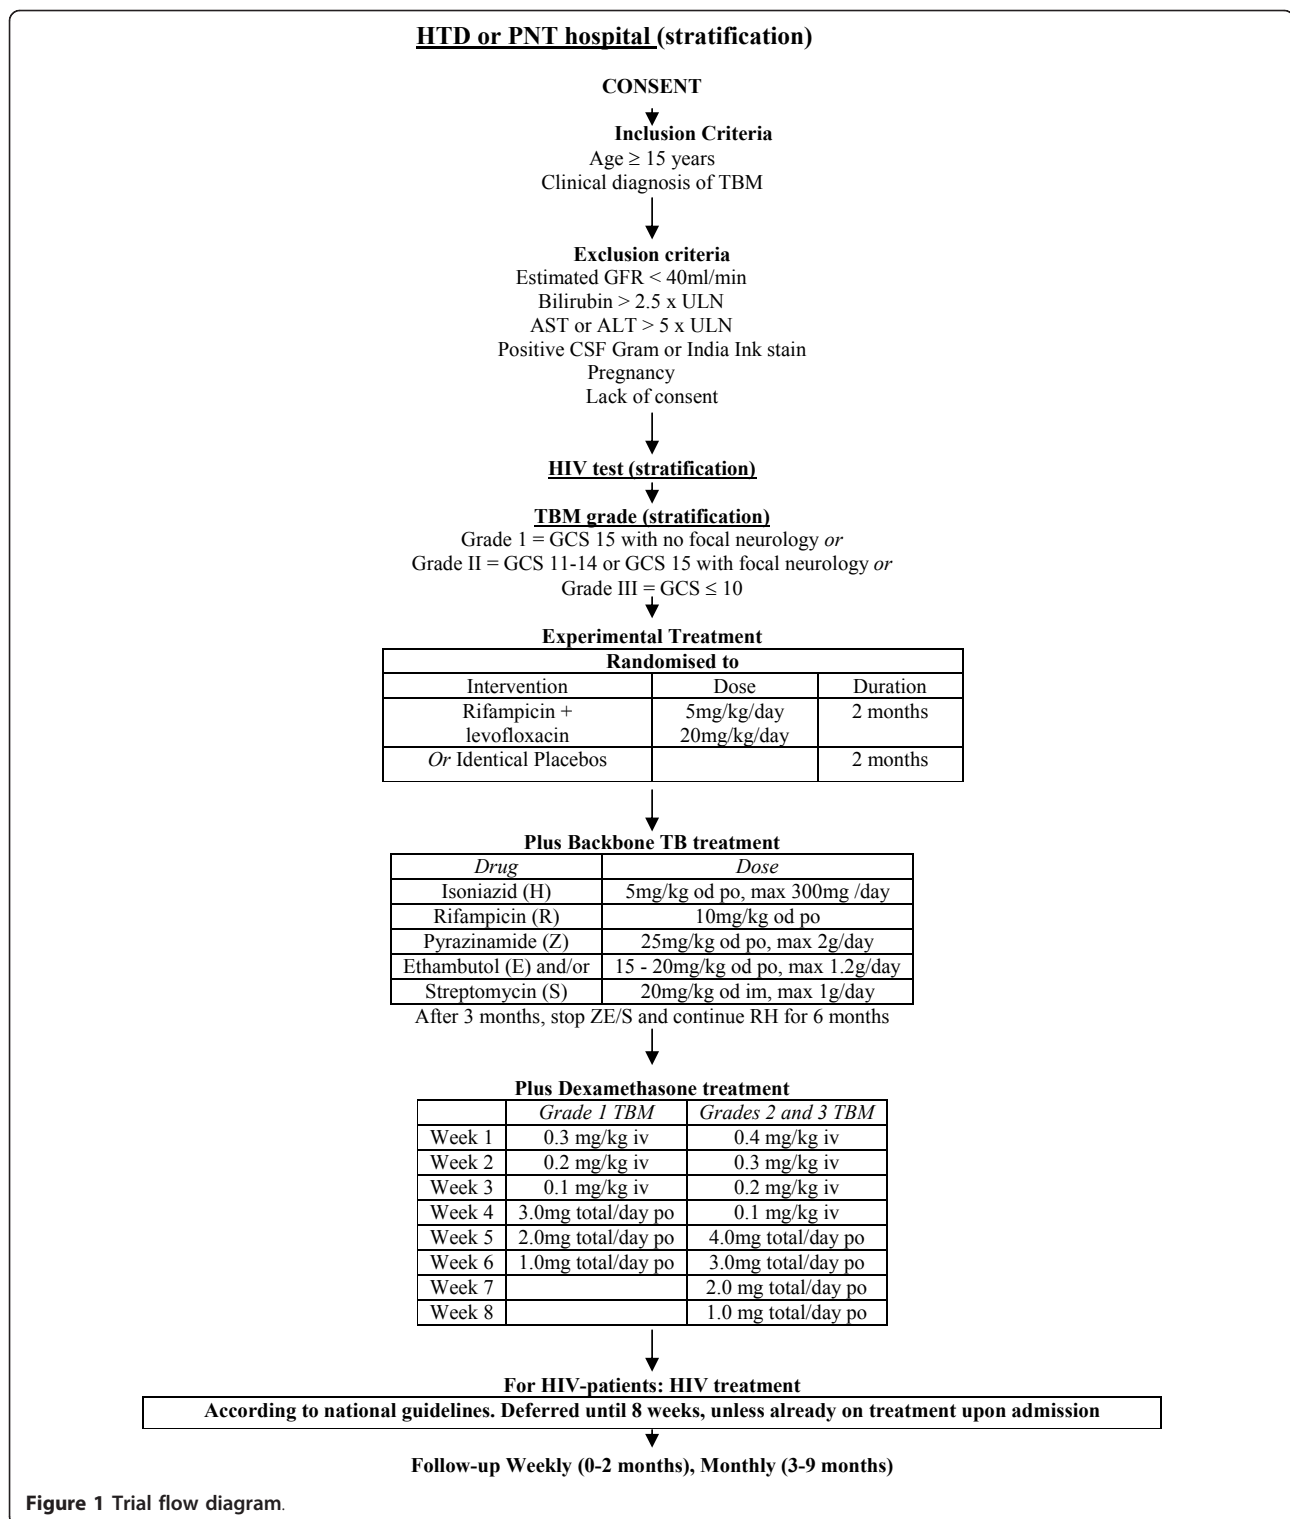 HTD or PNT hospital (stratification)
CONSENT
Inclusion Criteria
Age ≥ 15 years
Clinical diagnosis of TBM
Exclusion criteria
Estimated GFR < 40ml/min
Bilirubin > 2.5 x ULN
AST or ALT > 5 x ULN
Positive CSF Gram or India Ink stain
Pregnancy
Lack of consent
HIV test (stratification)
TBM grade (stratification)
Grade 1 = GCS 15 with no focal neurology or
Grade II = GCS 11-14 or GCS 15 with focal neurology or
Grade III = GCS ≤ 10
Experimental Treatment
Randomised to
Intervention Dose Duration
Rifampicin + 5mg/kg/day 2 months
levofloxacin 20mg/kg/day
Or Identical Placebos 2 months
Plus Backbone TB treatment
Drug Dose
Isoniazid (H) 5mg/kg od po, max 300mg /day
Rifampicin (R) 10mg/kg od po
Pyrazinamide (Z) 25mg/kg od po, max 2g/day
Ethambutol (E) and/or 15 - 20mg/kg od po, max 1.2g/day
Streptomycin (S) 20mg/kg od im, max 1g/day
After 3 months, stop ZE/S and continue RH for 6 months
Plus Dexamethasone treatment
Grade 1 TBM Grades 2 and 3 TBM
Week 1 0.3 mg/kg iv 0.4 mg/kg iv
Week 2 0.2 mg/kg iv 0.3 mg/kg iv
Week 3 0.1 mg/kg iv 0.2 mg/kg iv
Week 4 3.0mg total/day po 0.1 mg/kg iv
Week 5 2.0mg total/day po 4.0mg total/day po
Week 6 1.0mg total/day po 3.0mg total/day po
Week 7 2.0 mg total/day po
Week 8 1.0 mg total/day po
For HIV-patients: HIV treatment
According to national guidelines. Deferred until 8 weeks, unless already on treatment upon admission
Follow-up Weekly (0-2 months), Monthly (3-9 months)
Figure 1 Trial flow diagram.